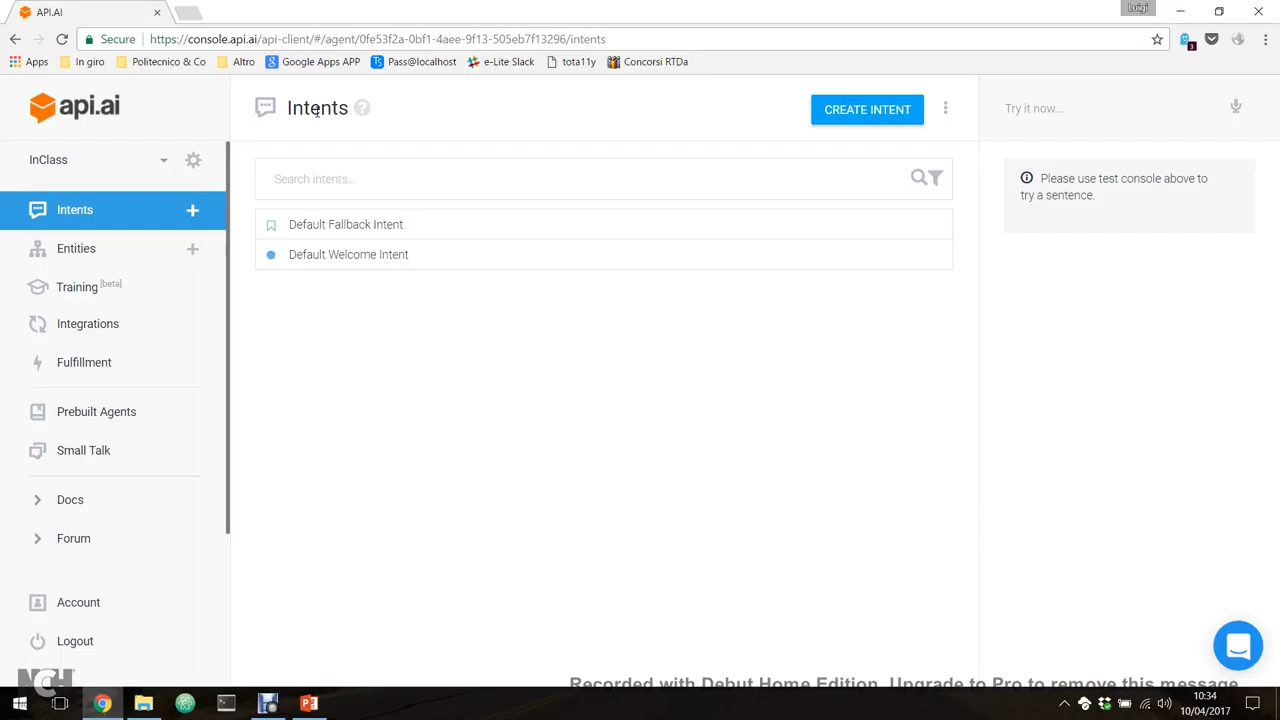 API.AI
Luigi
Secure https://console.api.ai/api-client/#/agent/0fe53f2a-0bf1-4aee-9f13-505eb7f13296/intents
3
Apps In giro Politecnico & Co Altro Google Apps APP Pass@localhost e-Lite Slack tota11y Concorsi RTDa
api.ai
Intents
CREATE INTENT
Try it now...
InClass
Search intents...
Please use test console above to
try a sentence.
Intents
Default Fallback Intent
Entities
Default Welcome Intent
Training [beta]
Integrations
Fulfillment
Prebuilt Agents
Small Talk
Docs
Forum
Account
Logout
NCH
Recorded with Debut Home Edition. Upgrade to Pro to remove this message
10:34
10/04/2017